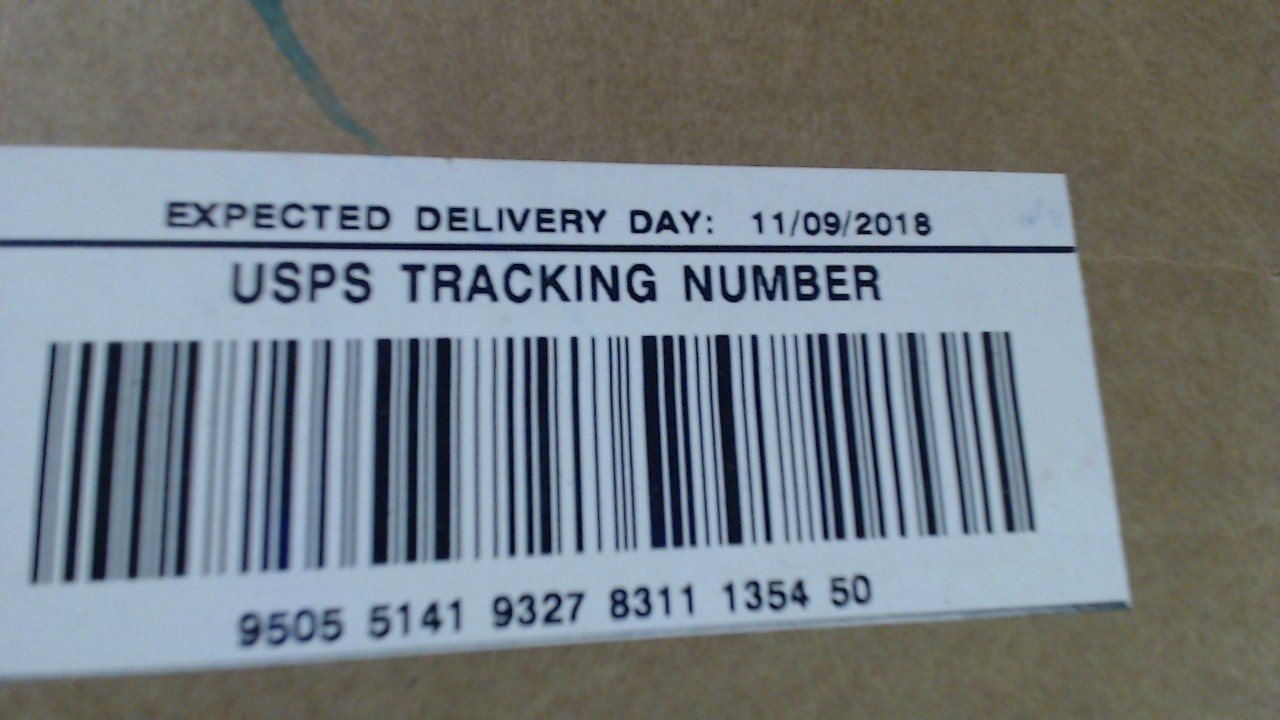 EXPECTED DELIVERY DAY: 11/09/2018
USPS TRACKING NUMBER
9505 5141 9327 8311 1354 50